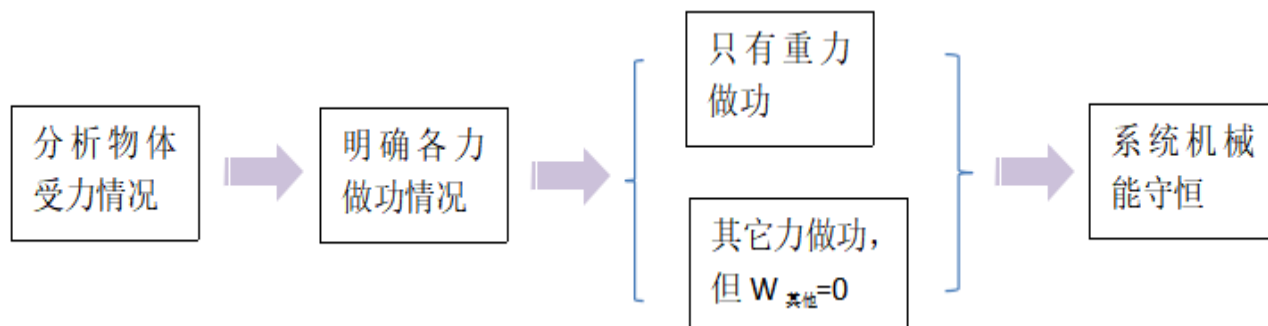 分析物体
受力情况
明确各力
做功情况
只有重力
做功
其它力做功，
但 W 其他=0
系统机械
能守恒